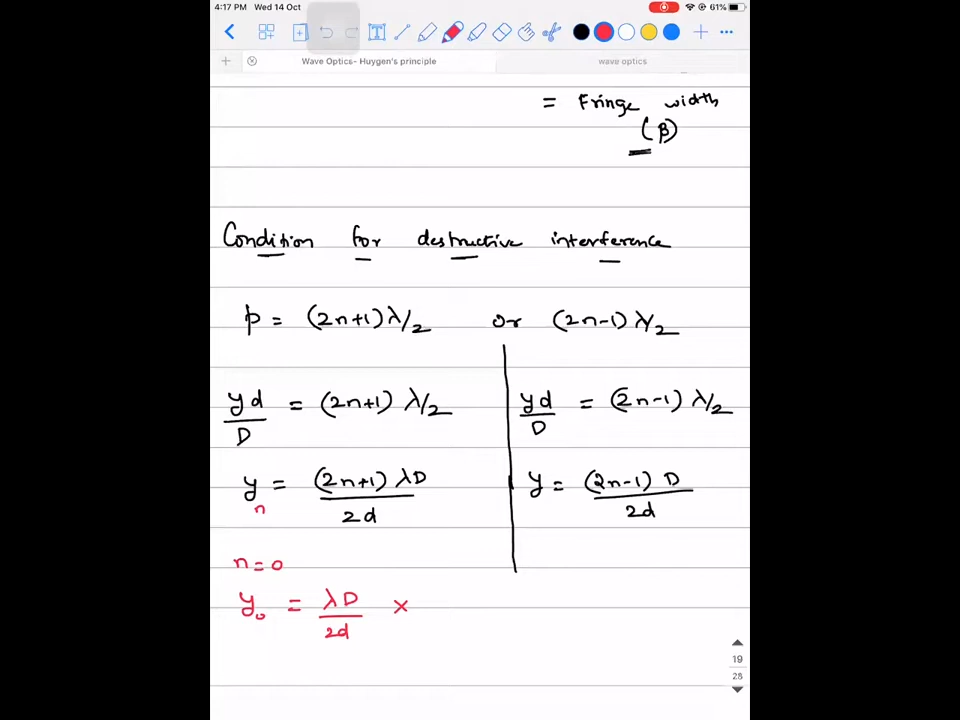 4:17 PM Wed 14 Oct 61%
Wave Optics- Huygen's principle wave optics
= Fringe width
(β)
Condition for destructive interference
p = (2n+1)λ/2 or (2n-1)λ/2
yd/D = (2n+1) λ/2 yd/D = (2n-1) λ/2
yn = (2n+1) λD/2d y = (2n-1) D/2d
n = 0
y0 = λD/2d ×
19
28